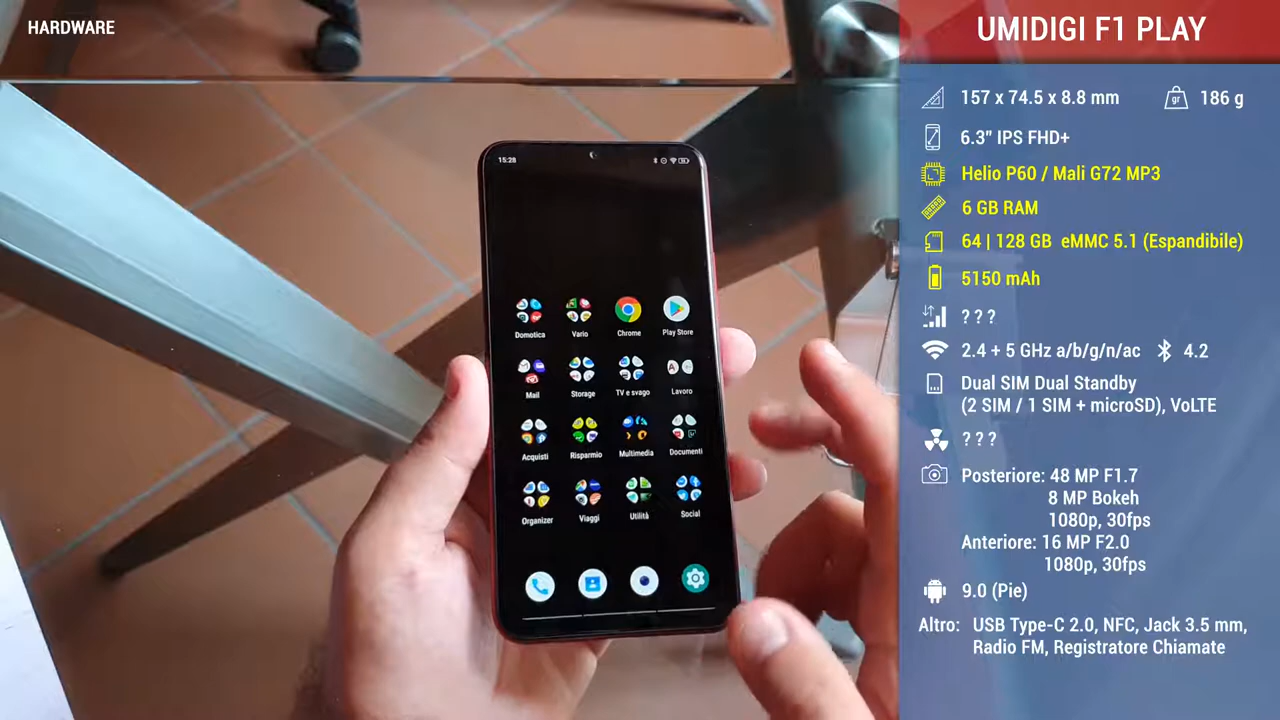 HARDWARE
UMIDIGI F1 PLAY
157 x 74.5 x 8.8 mm
gr 186 g
6.3" IPS FHD+
Helio P60 / Mali G72 MP3
6 GB RAM
64 | 128 GB eMMC 5.1 (Espandibile)
5150 mAh
? ? ?
2.4 + 5 GHz a/b/g/n/ac 4.2
Dual SIM Dual Standby
(2 SIM / 1 SIM + microSD), VoLTE
? ? ?
Posteriore: 48 MP F1.7
8 MP Bokeh
1080p, 30fps
Anteriore: 16 MP F2.0
1080p, 30fps
9.0 (Pie)
Altro: USB Type-C 2.0, NFC, Jack 3.5 mm,
Radio FM, Registratore Chiamate
15:28
Domotica Vario Chrome Play Store
Mail Storage TV e svago Lavoro
Acquisti Risparmio Multimedia Documenti
Organizer Viaggi Utilità Social